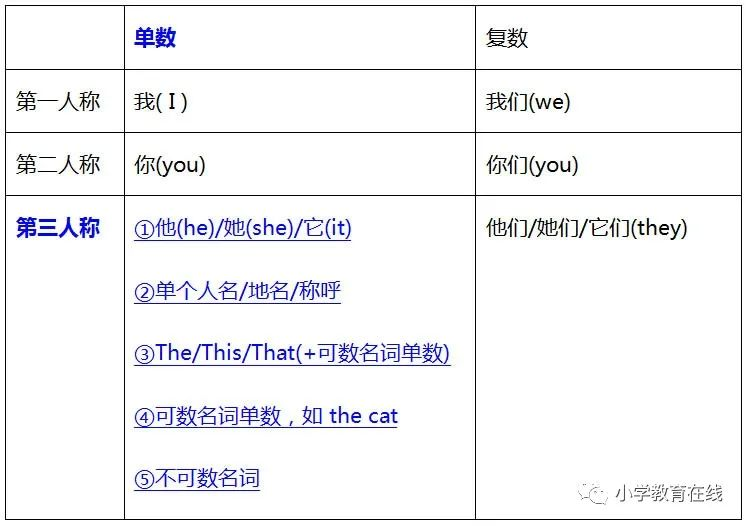 单数 复数
第一人称 我( I ) 我们(we)
第二人称 你(you) 你们(you)
第三人称 ①他(he)/她(she)/它(it) 他们/她们/它们(they)
②单个人名/地名/称呼
③The/This/That(+可数名词单数)
④可数名词单数，如 the cat
⑤不可数名词
小学教育在线